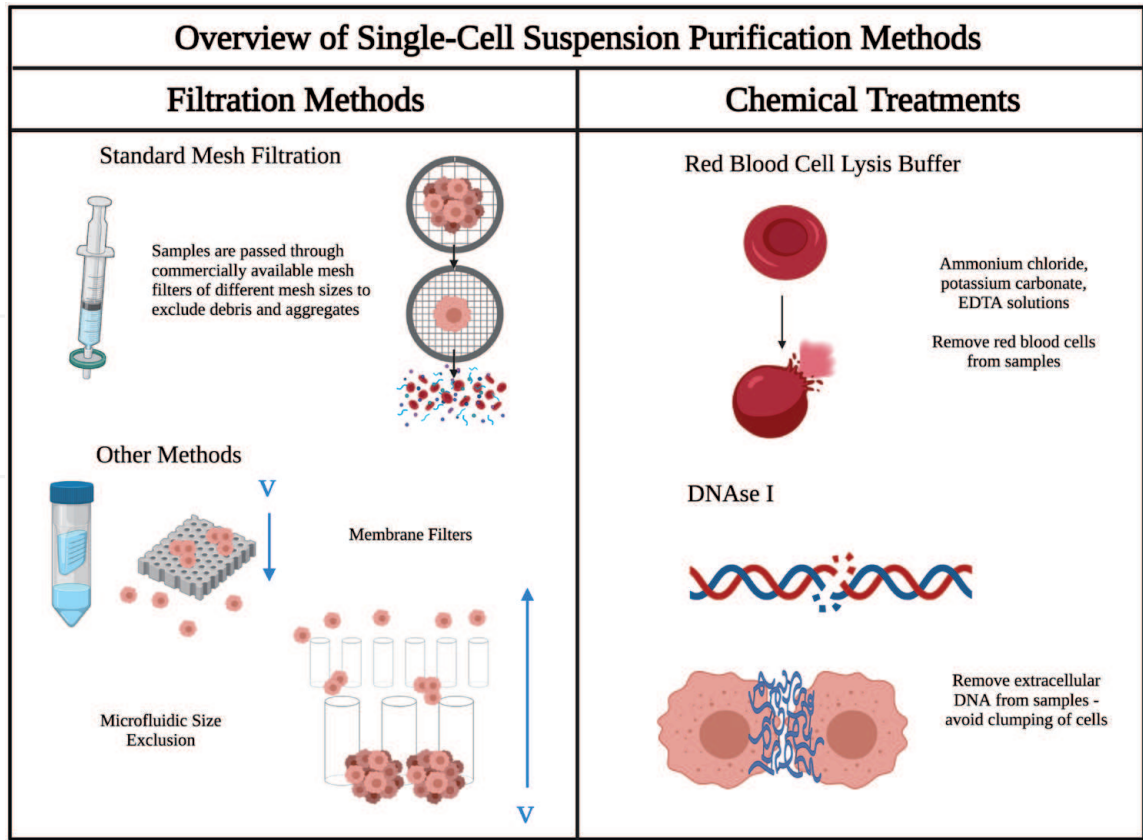 Overview of Single-Cell Suspension Purification Methods
Filtration Methods
Chemical Treatments
Standard Mesh Filtration
Samples are passed through
commercially available mesh
filters of different mesh sizes to
exclude debris and aggregates
Other Methods
V
Membrane Filters
Microfluidic Size
Exclusion
V
Red Blood Cell Lysis Buffer
Ammonium chloride,
potassium carbonate,
EDTA solutions
Remove red blood cells
from samples
DNAse I
Remove extracellular
DNA from samples -
avoid clumping of cells